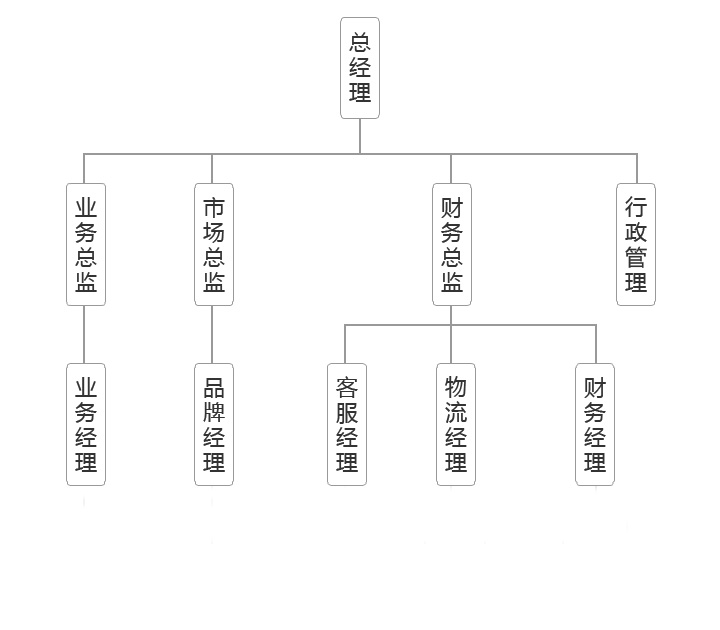 总经理
业务总监
市场总监
财务总监
行政管理
业务经理
品牌经理
客服经理
物流经理
财务经理